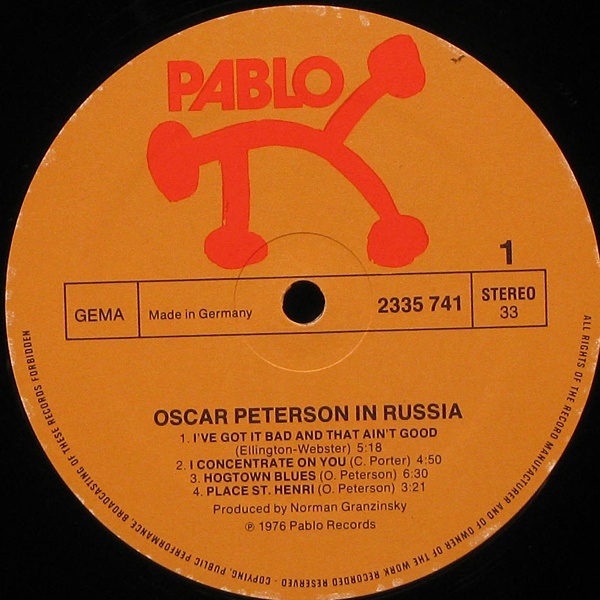 PABLO
1
GEMA
Made in Germany
2335 741
STEREO
33
OSCAR PETERSON IN RUSSIA
1. I'VE GOT IT BAD AND THAT AIN'T GOOD
(Ellington-Webster) 5:18
2. I CONCENTRATE ON YOU (C. Porter) 4:50
3. HOGTOWN BLUES (O. Peterson) 6:30
4. PLACE ST. HENRI (O. Peterson) 3:21
Produced by Norman Granzinsky
℗ 1976 Pablo Records
ALL RIGHTS OF THE RECORD MANUFACTURER AND OF OWNER OF THE WORK RECORDED RESERVED - COPYING, PUBLIC PERFORMANCE, BROADCASTING OF THESE RECORDS FORBIDDEN